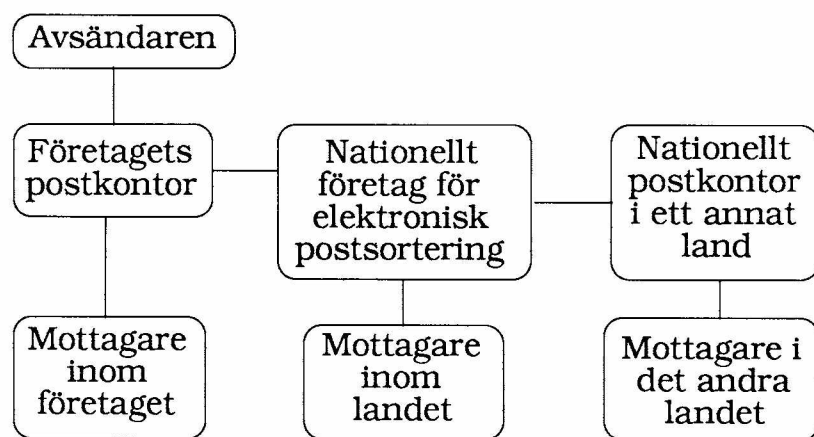 Avsändaren
Företagets
postkontor
Nationellt
företag för
elektronisk
postsortering
Nationellt
postkontor
i ett annat
land
Mottagare
inom
företaget
Mottagare
inom
landet
Mottagare i
det andra
landet